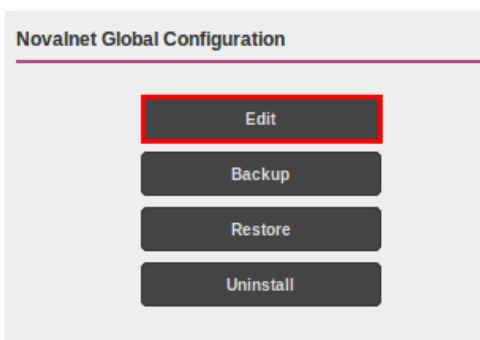 Novalnet Global Configuration
Edit
Backup
Restore
Uninstall